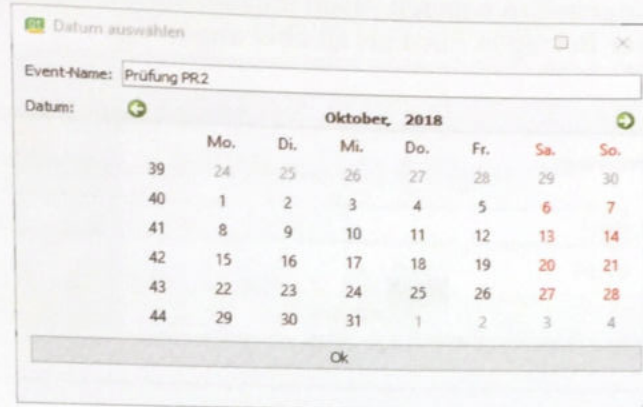 Datum auswählen
Event-Name: Prüfung PR2
Datum: Oktober, 2018
Mo. Di. Mi. Do. Fr. Sa. So.
39 24 25 26 27 28 29 30
40 1 2 3 4 5 6 7
41 8 9 10 11 12 13 14
42 15 16 17 18 19 20 21
43 22 23 24 25 26 27 28
44 29 30 31 1 2 3 4
Ok